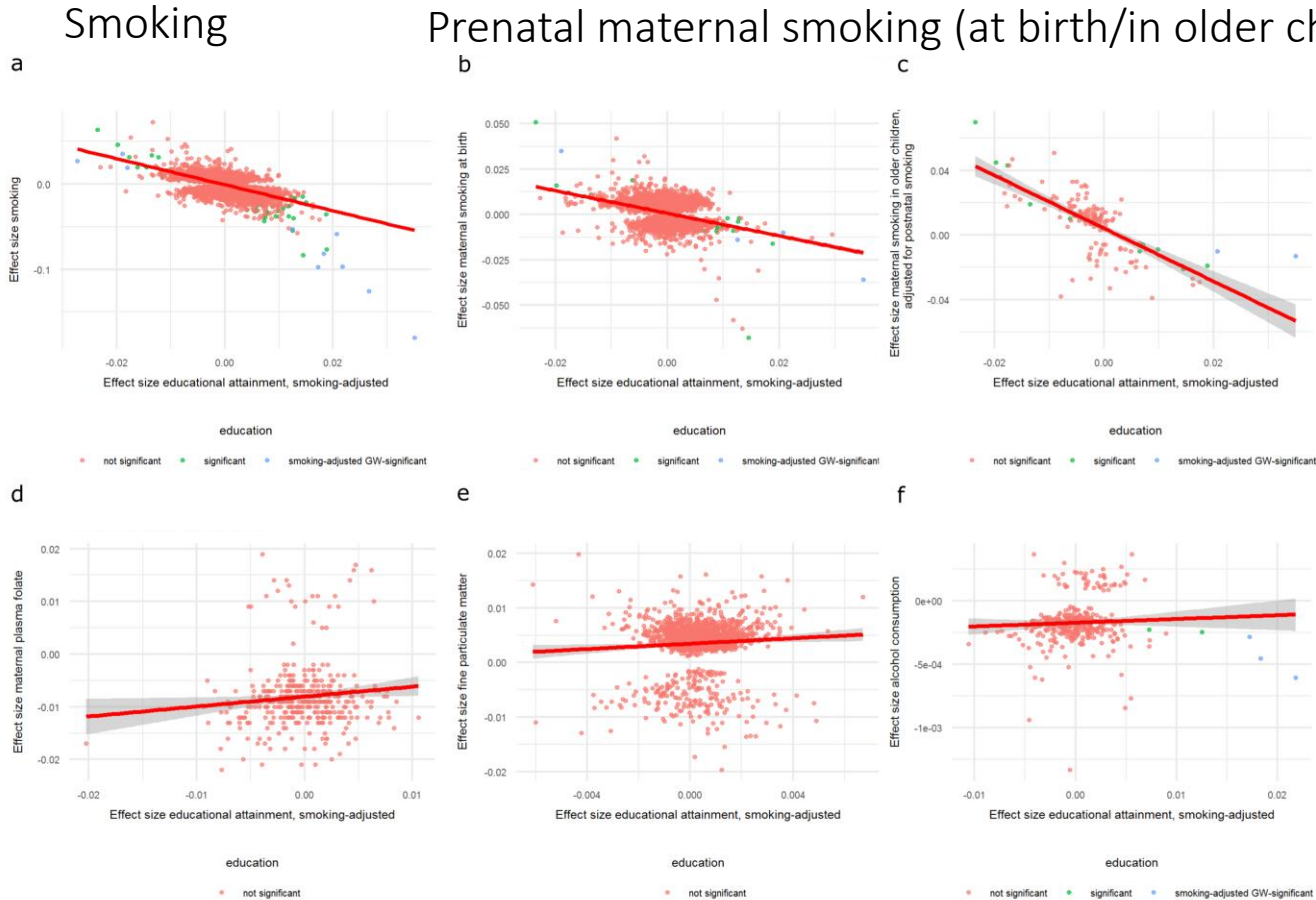 Smoking
Prenatal maternal smoking (at birth/in older ch
a
Effect size smoking
0.0
-0.1
-0.02
0.00
0.02
Effect size educational attainment, smoking-adjusted
education
not significant
significant
smoking-adjusted GW-significant
b
Effect size maternal smoking at birth
0.050
0.025
0.000
-0.025
-0.050
-0.02
0.00
0.02
Effect size educational attainment, smoking-adjusted
education
not significant
significant
smoking-adjusted GW-significant
c
Effect size maternal smoking in older children,
adjusted for postnatal smoking
0.04
0.00
-0.04
-0.02
0.00
0.02
Effect size educational attainment, smoking-adjusted
education
not significant
significant
smoking-adjusted GW-significant
d
Effect size maternal plasma folate
0.02
0.01
0.00
-0.01
-0.02
-0.02
-0.01
0.00
0.01
Effect size educational attainment, smoking-adjusted
education
not significant
e
Effect size fine particulate matter
0.02
0.01
0.00
-0.01
-0.02
-0.004
0.000
0.004
Effect size educational attainment, smoking-adjusted
education
not significant
f
Effect size alcohol consumption
0e+00
-5e-04
-1e-03
-0.01
0.00
0.01
0.02
Effect size educational attainment, smoking-adjusted
education
not significant
significant
smoking-adjusted GW-significant